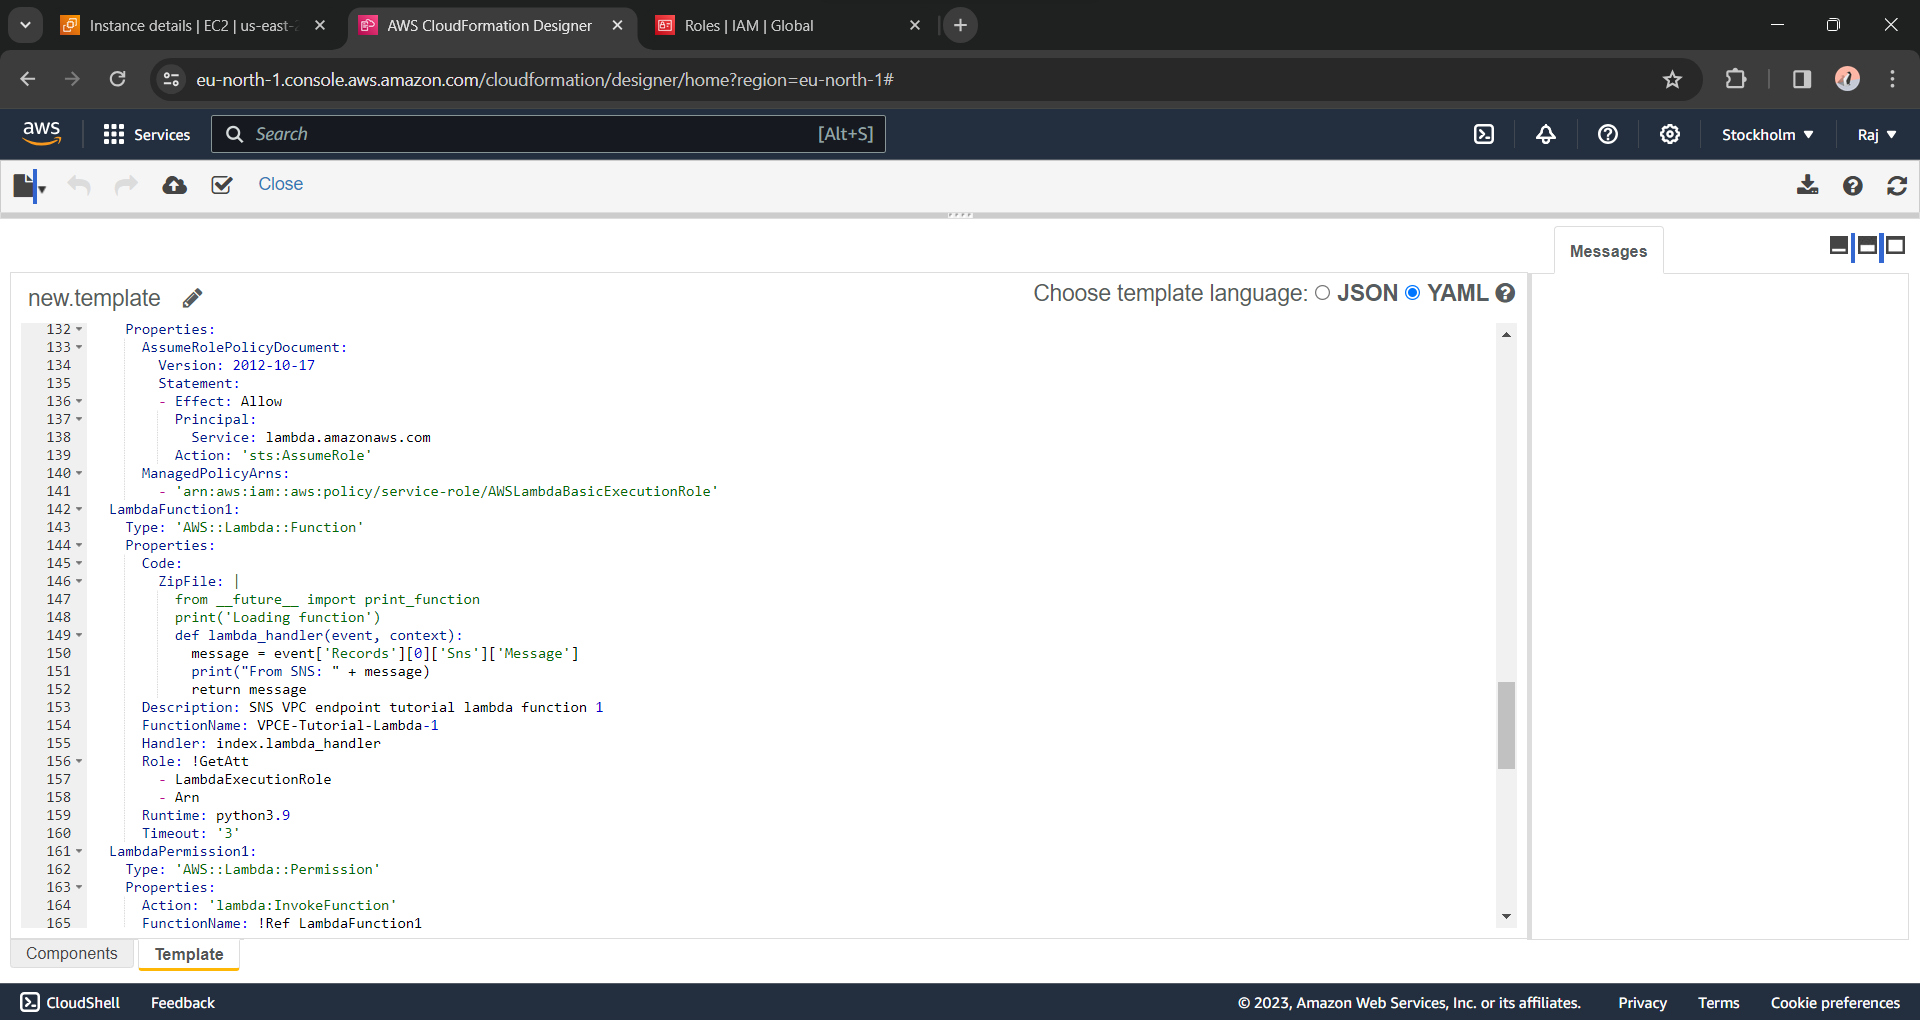 Instance details | EC2 | us-east-2
AWS CloudFormation Designer
Roles | IAM | Global
eu-north-1.console.aws.amazon.com/cloudformation/designer/home?region=eu-north-1#
aws
Services
Search
[Alt+S]
Stockholm
Raj
Close
Messages
new.template
Choose template language: JSON YAML
132 Properties:
133 AssumeRolePolicyDocument:
134 Version: 2012-10-17
135 Statement:
136 - Effect: Allow
137 Principal:
138 Service: lambda.amazonaws.com
139 Action: 'sts:AssumeRole'
140 ManagedPolicyArns:
141 - 'arn:aws:iam::aws:policy/service-role/AWSLambdaBasicExecutionRole'
142 LambdaFunction1:
143 Type: 'AWS::Lambda::Function'
144 Properties:
145 Code:
146 ZipFile: |
147 from __future__ import print_function
148 print('Loading function')
149 def lambda_handler(event, context):
150 message = event['Records'][0]['Sns']['Message']
151 print("From SNS: " + message)
152 return message
153 Description: SNS VPC endpoint tutorial lambda function 1
154 FunctionName: VPCE-Tutorial-Lambda-1
155 Handler: index.lambda_handler
156 Role: !GetAtt
157 - LambdaExecutionRole
158 - Arn
159 Runtime: python3.9
160 Timeout: '3'
161 LambdaPermission1:
162 Type: 'AWS::Lambda::Permission'
163 Properties:
164 Action: 'lambda:InvokeFunction'
165 FunctionName: !Ref LambdaFunction1
Components
Template
CloudShell
Feedback
© 2023, Amazon Web Services, Inc. or its affiliates.
Privacy
Terms
Cookie preferences